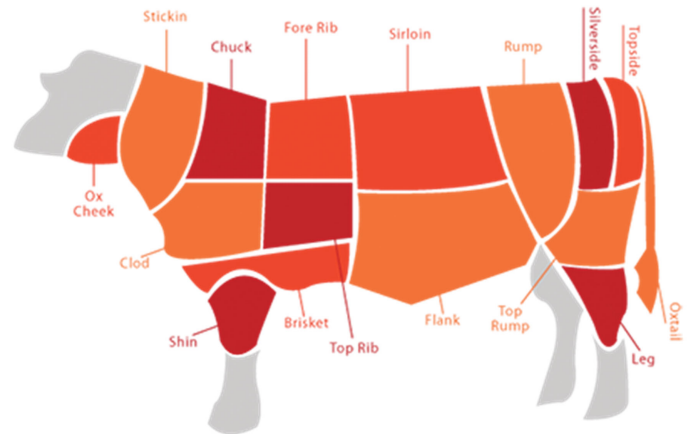 Stickin
Chuck
Fore Rib
Sirloin
Rump
Silverside
Topside
Ox
Cheek
Clod
Shin
Brisket
Top Rib
Flank
Top
Rump
Leg
Oxtail